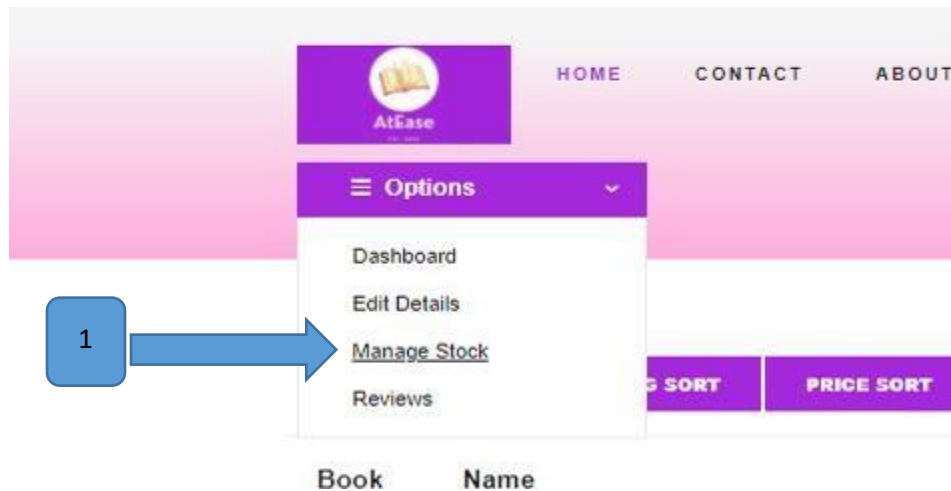 HOME CONTACT ABOUT
AtEase
Options
Dashboard
Edit Details
1
Manage Stock
Reviews
SORT PRICE SORT
Book Name